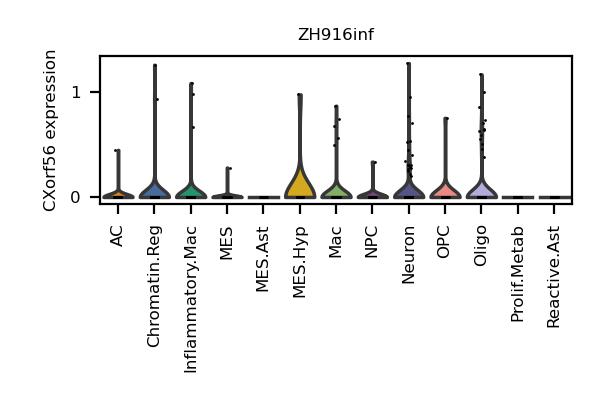 ZH916inf
CXorf56 expression
1
0
AC
Chromatin.Reg
Inflammatory.Mac
MES
MES.Ast
MES.Hyp
Mac
NPC
Neuron
OPC
Oligo
Prolif.Metab
Reactive.Ast